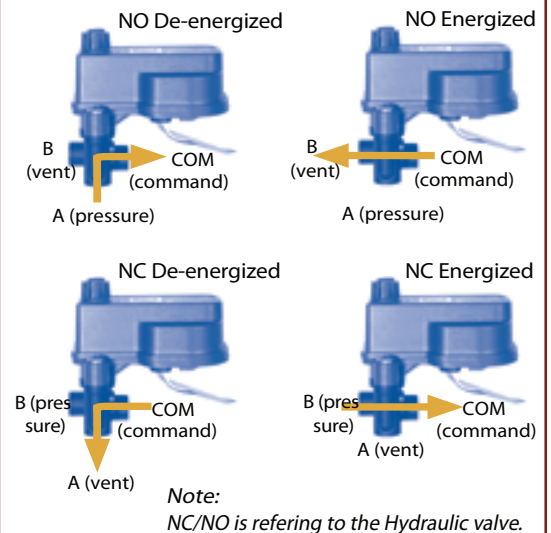 NO De-energized
NO Energized
B
(vent)
COM
(command)
A (pressure)
B
(vent)
COM
(command)
A (pressure)
NC De-energized
NC Energized
B (pres
sure)
COM
(command)
A (vent)
B (pres
sure)
COM
(command)
A (vent)
Note:
NC/NO is refering to the Hydraulic valve.